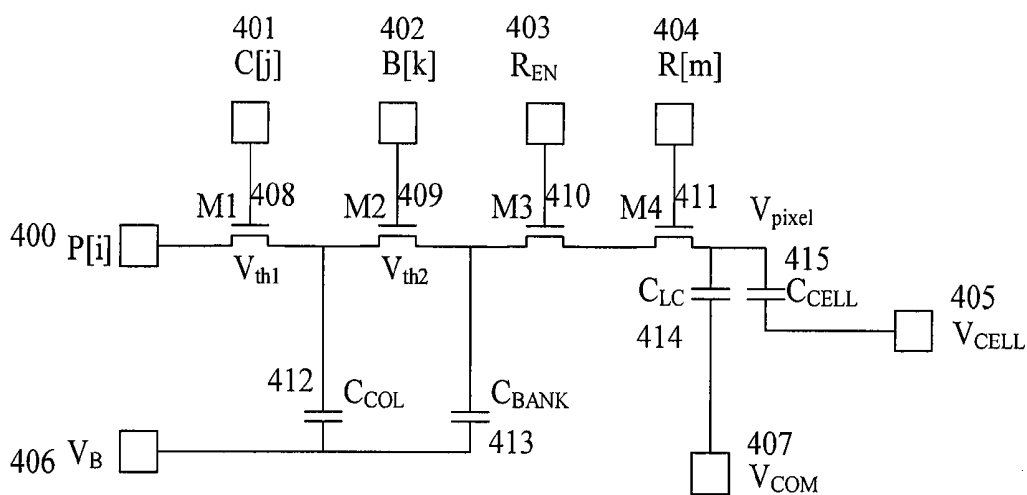 401
C[j]
402
B[k]
403
R_EN
404
R[m]
M1
408
M2
409
M3
410
M4
411
V_pixel
400
P[i]
V_th1
V_th2
C_LC
414
415
C_CELL
405
V_CELL
412
C_COL
C_BANK
413
406
V_B
407
V_COM